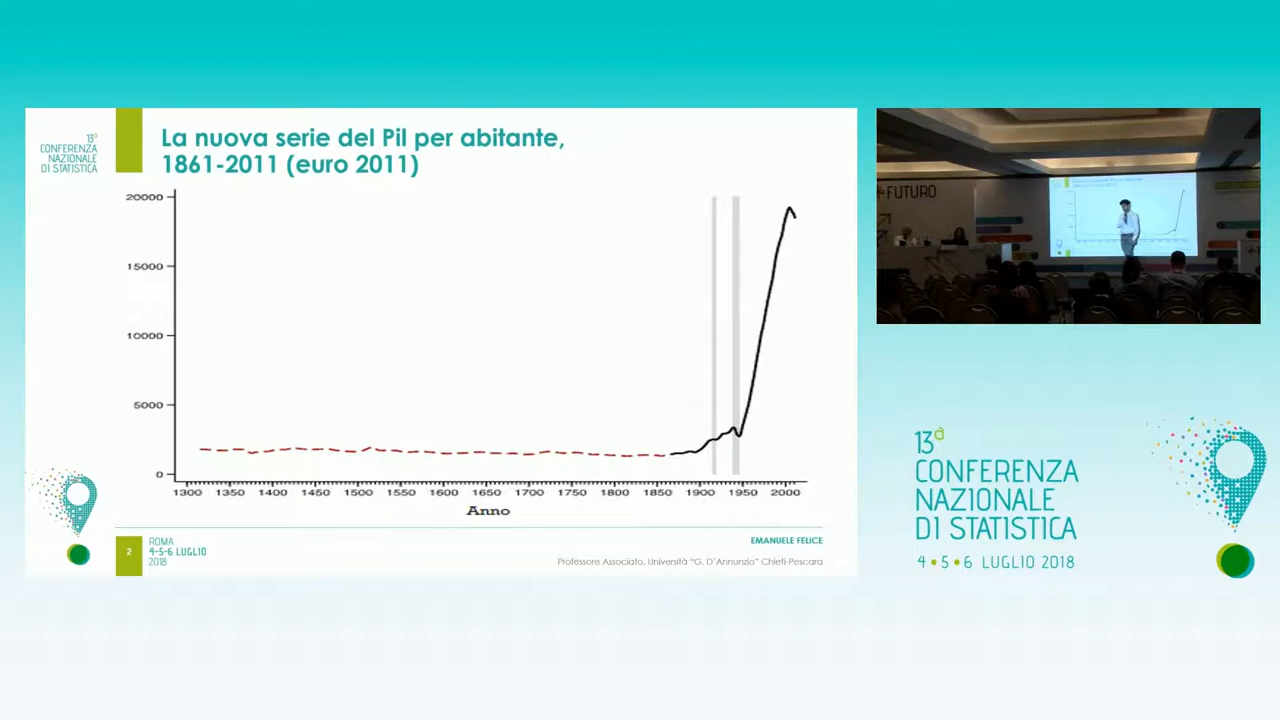 13ª
CONFERENZA
NAZIONALE
DI STATISTICA
La nuova serie del Pil per abitante,
1861-2011 (euro 2011)
20000
15000
10000
5000
0
1300 1350 1400 1450 1500 1550 1600 1650 1700 1750 1800 1850 1900 1950 2000
Anno
2
ROMA
4-5-6 LUGLIO
2018
EMANUELE FELICE
Professore Associato, Università “G. D’Annunzio” Chieti-Pescara
FUTURO
13ª
CONFERENZA
NAZIONALE
DI STATISTICA
4 • 5 • 6 LUGLIO 2018